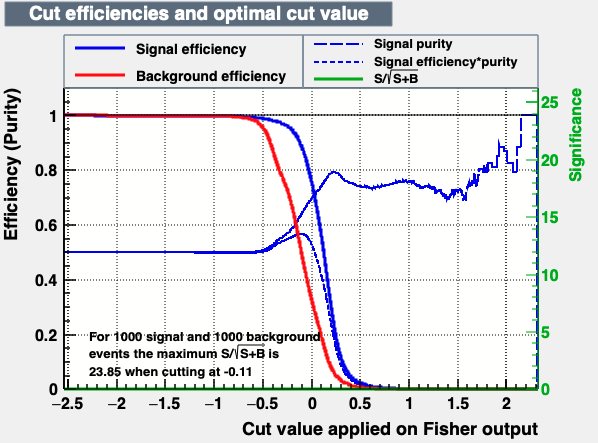 Cut efficiencies and optimal cut value
Signal efficiency
Background efficiency
Signal purity
Signal efficiency*purity
S/√S+B
Efficiency (Purity)
1
0.8
0.6
0.4
0.2
0
25
20
15
10
5
0
Significance
For 1000 signal and 1000 background
events the maximum S/√S+B is
23.85 when cutting at -0.11
−2.5 −2 −1.5 −1 −0.5 0 0.5 1 1.5 2
Cut value applied on Fisher output